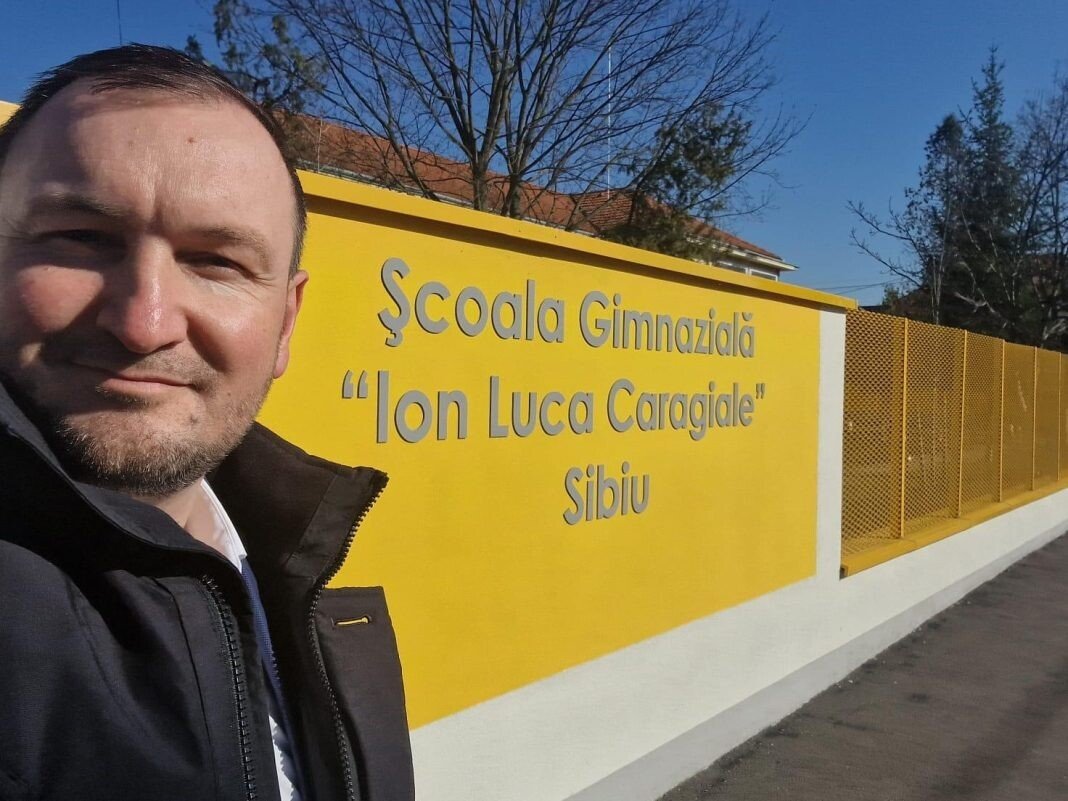 Şcoala Gimnazială
“Ion Luca Caragiale”
Sibiu